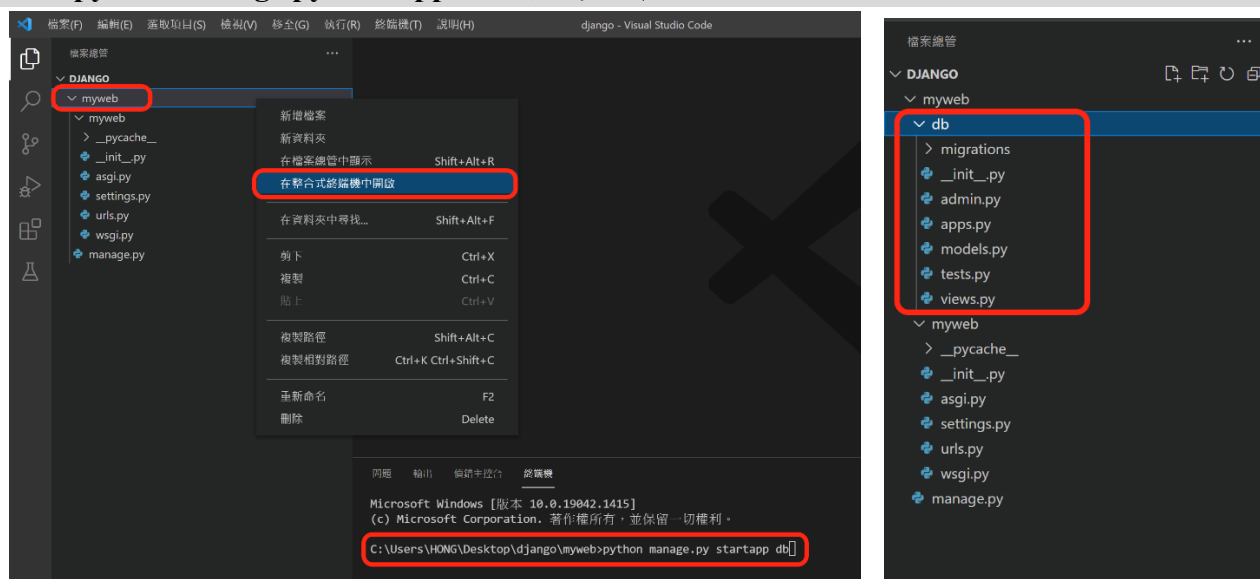 檔案(F) 編輯(E) 選取項目(S) 檢視(V) 移至(G) 執行(R) 終端機(T) 說明(H) django - Visual Studio Code
檔案總管 ...
DJANGO
myweb
myweb
__pycache__
__init__.py
asgi.py
settings.py
urls.py
wsgi.py
manage.py
新增檔案
新資料夾
在檔案總管中顯示 Shift+Alt+R
在整合式終端機中開啟
在資料夾中尋找... Shift+Alt+F
剪下 Ctrl+X
複製 Ctrl+C
貼上 Ctrl+V
複製路徑 Shift+Alt+C
複製相對路徑 Ctrl+K Ctrl+Shift+C
重新命名 F2
刪除 Delete
問題 輸出 偵錯主控台 終端機
Microsoft Windows [版本 10.0.19042.1415]
(c) Microsoft Corporation. 著作權所有，並保留一切權利。
C:\Users\HONG\Desktop\django\myweb>python manage.py startapp db
檔案總管 ...
DJANGO
myweb
db
migrations
__init__.py
admin.py
apps.py
models.py
tests.py
views.py
myweb
__pycache__
__init__.py
asgi.py
settings.py
urls.py
wsgi.py
manage.py